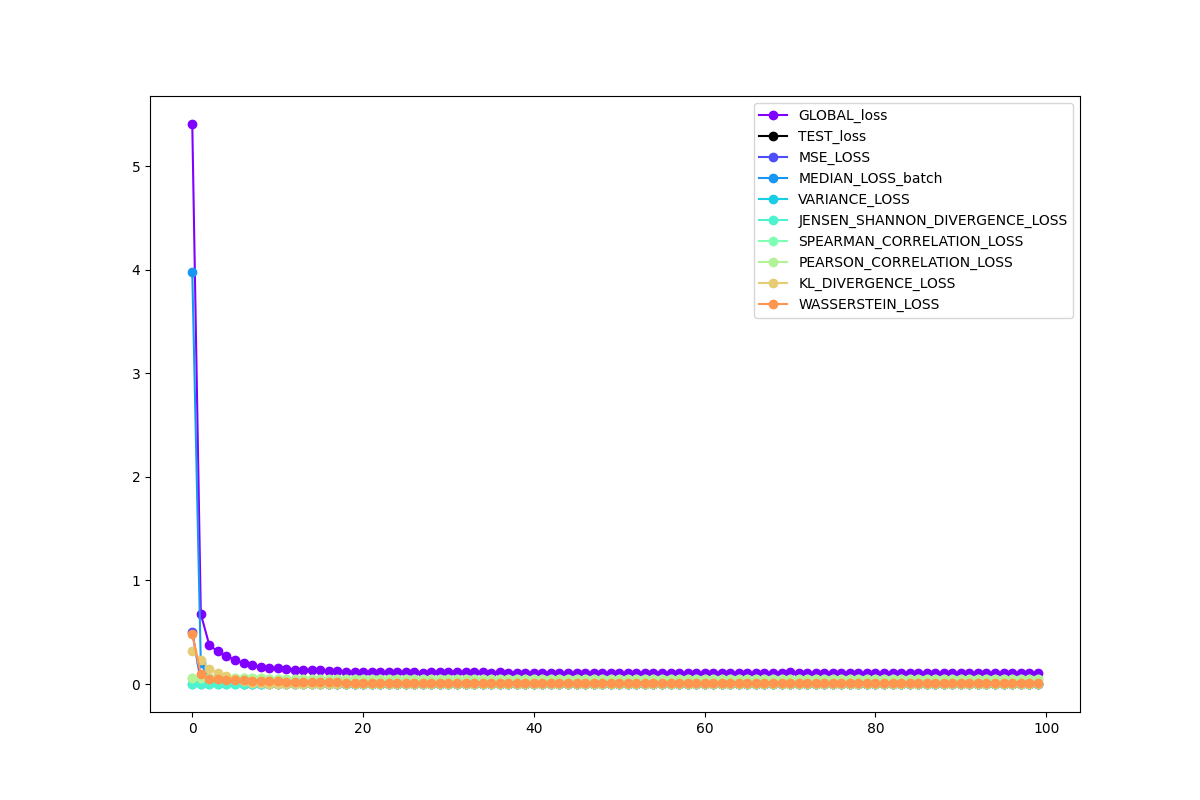 GLOBAL_loss
TEST_loss
MSE_LOSS
MEDIAN_LOSS_batch
VARIANCE_LOSS
JENSEN_SHANNON_DIVERGENCE_LOSS
SPEARMAN_CORRELATION_LOSS
PEARSON_CORRELATION_LOSS
KL_DIVERGENCE_LOSS
WASSERSTEIN_LOSS
5
4
3
2
1
0
0 20 40 60 80 100